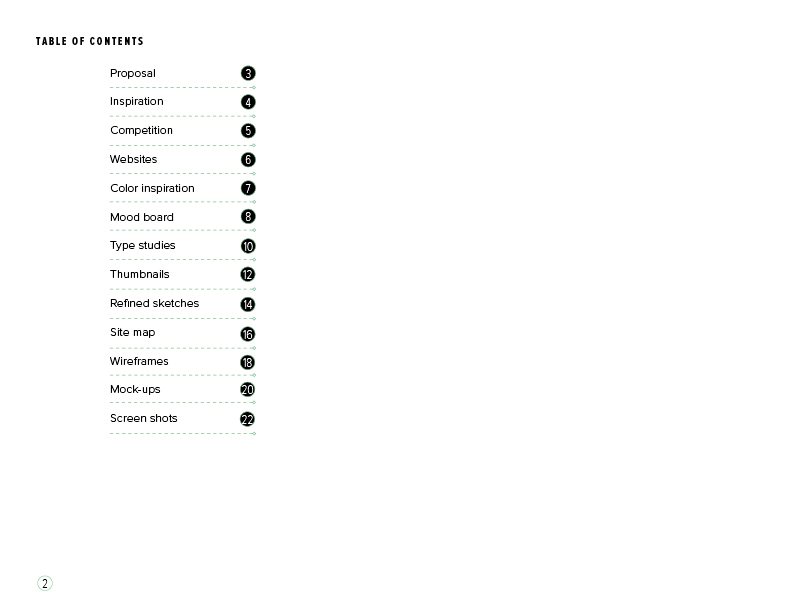 TABLE OF CONTENTS
Proposal 3
Inspiration 4
Competition 5
Websites 6
Color inspiration 7
Mood board 8
Type studies 10
Thumbnails 12
Refined sketches 14
Site map 16
Wireframes 18
Mock-ups 20
Screen shots 22
2